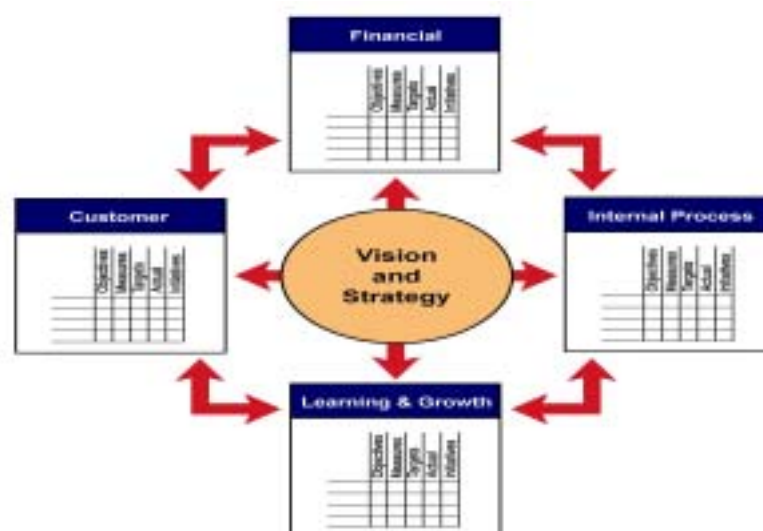 Financial
Objectives
Measures
Targets
Actual
Initiatives
Customer
Objectives
Measures
Targets
Actual
Initiatives
Vision
and
Strategy
Internal Process
Objectives
Measures
Targets
Actual
Initiatives
Learning & Growth
Objectives
Measures
Targets
Actual
Initiatives